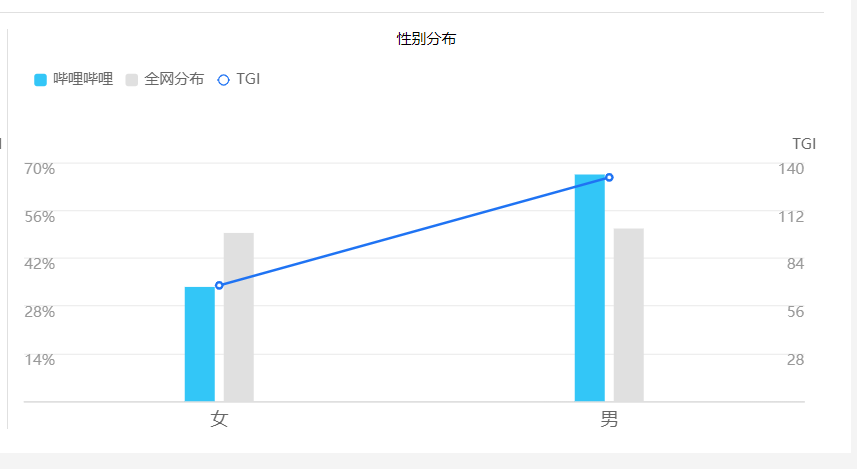 性别分布
哔哩哔哩 全网分布 TGI
TGI
70% 140
56% 112
42% 84
28% 56
14% 28
女 男